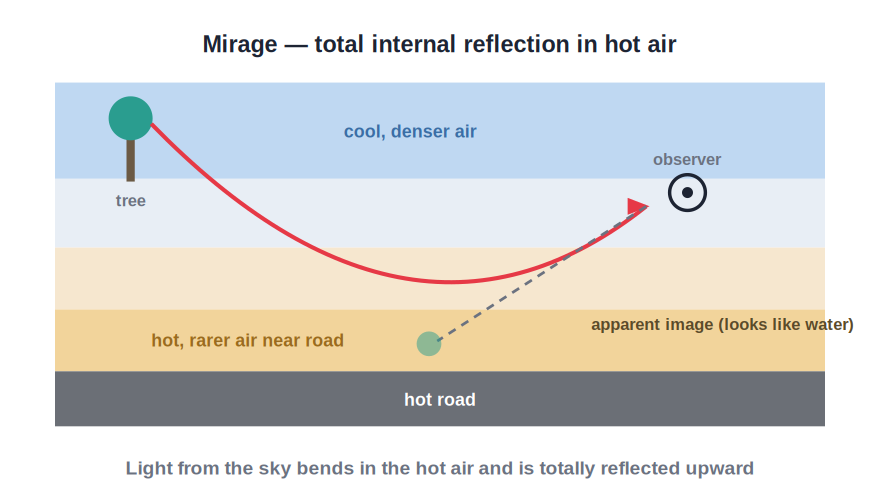 Mirage — total internal reflection in hot air
cool, denser air
observer
tree
apparent image (looks like water)
hot, rarer air near road
hot road
Light from the sky bends in the hot air and is totally reflected upward